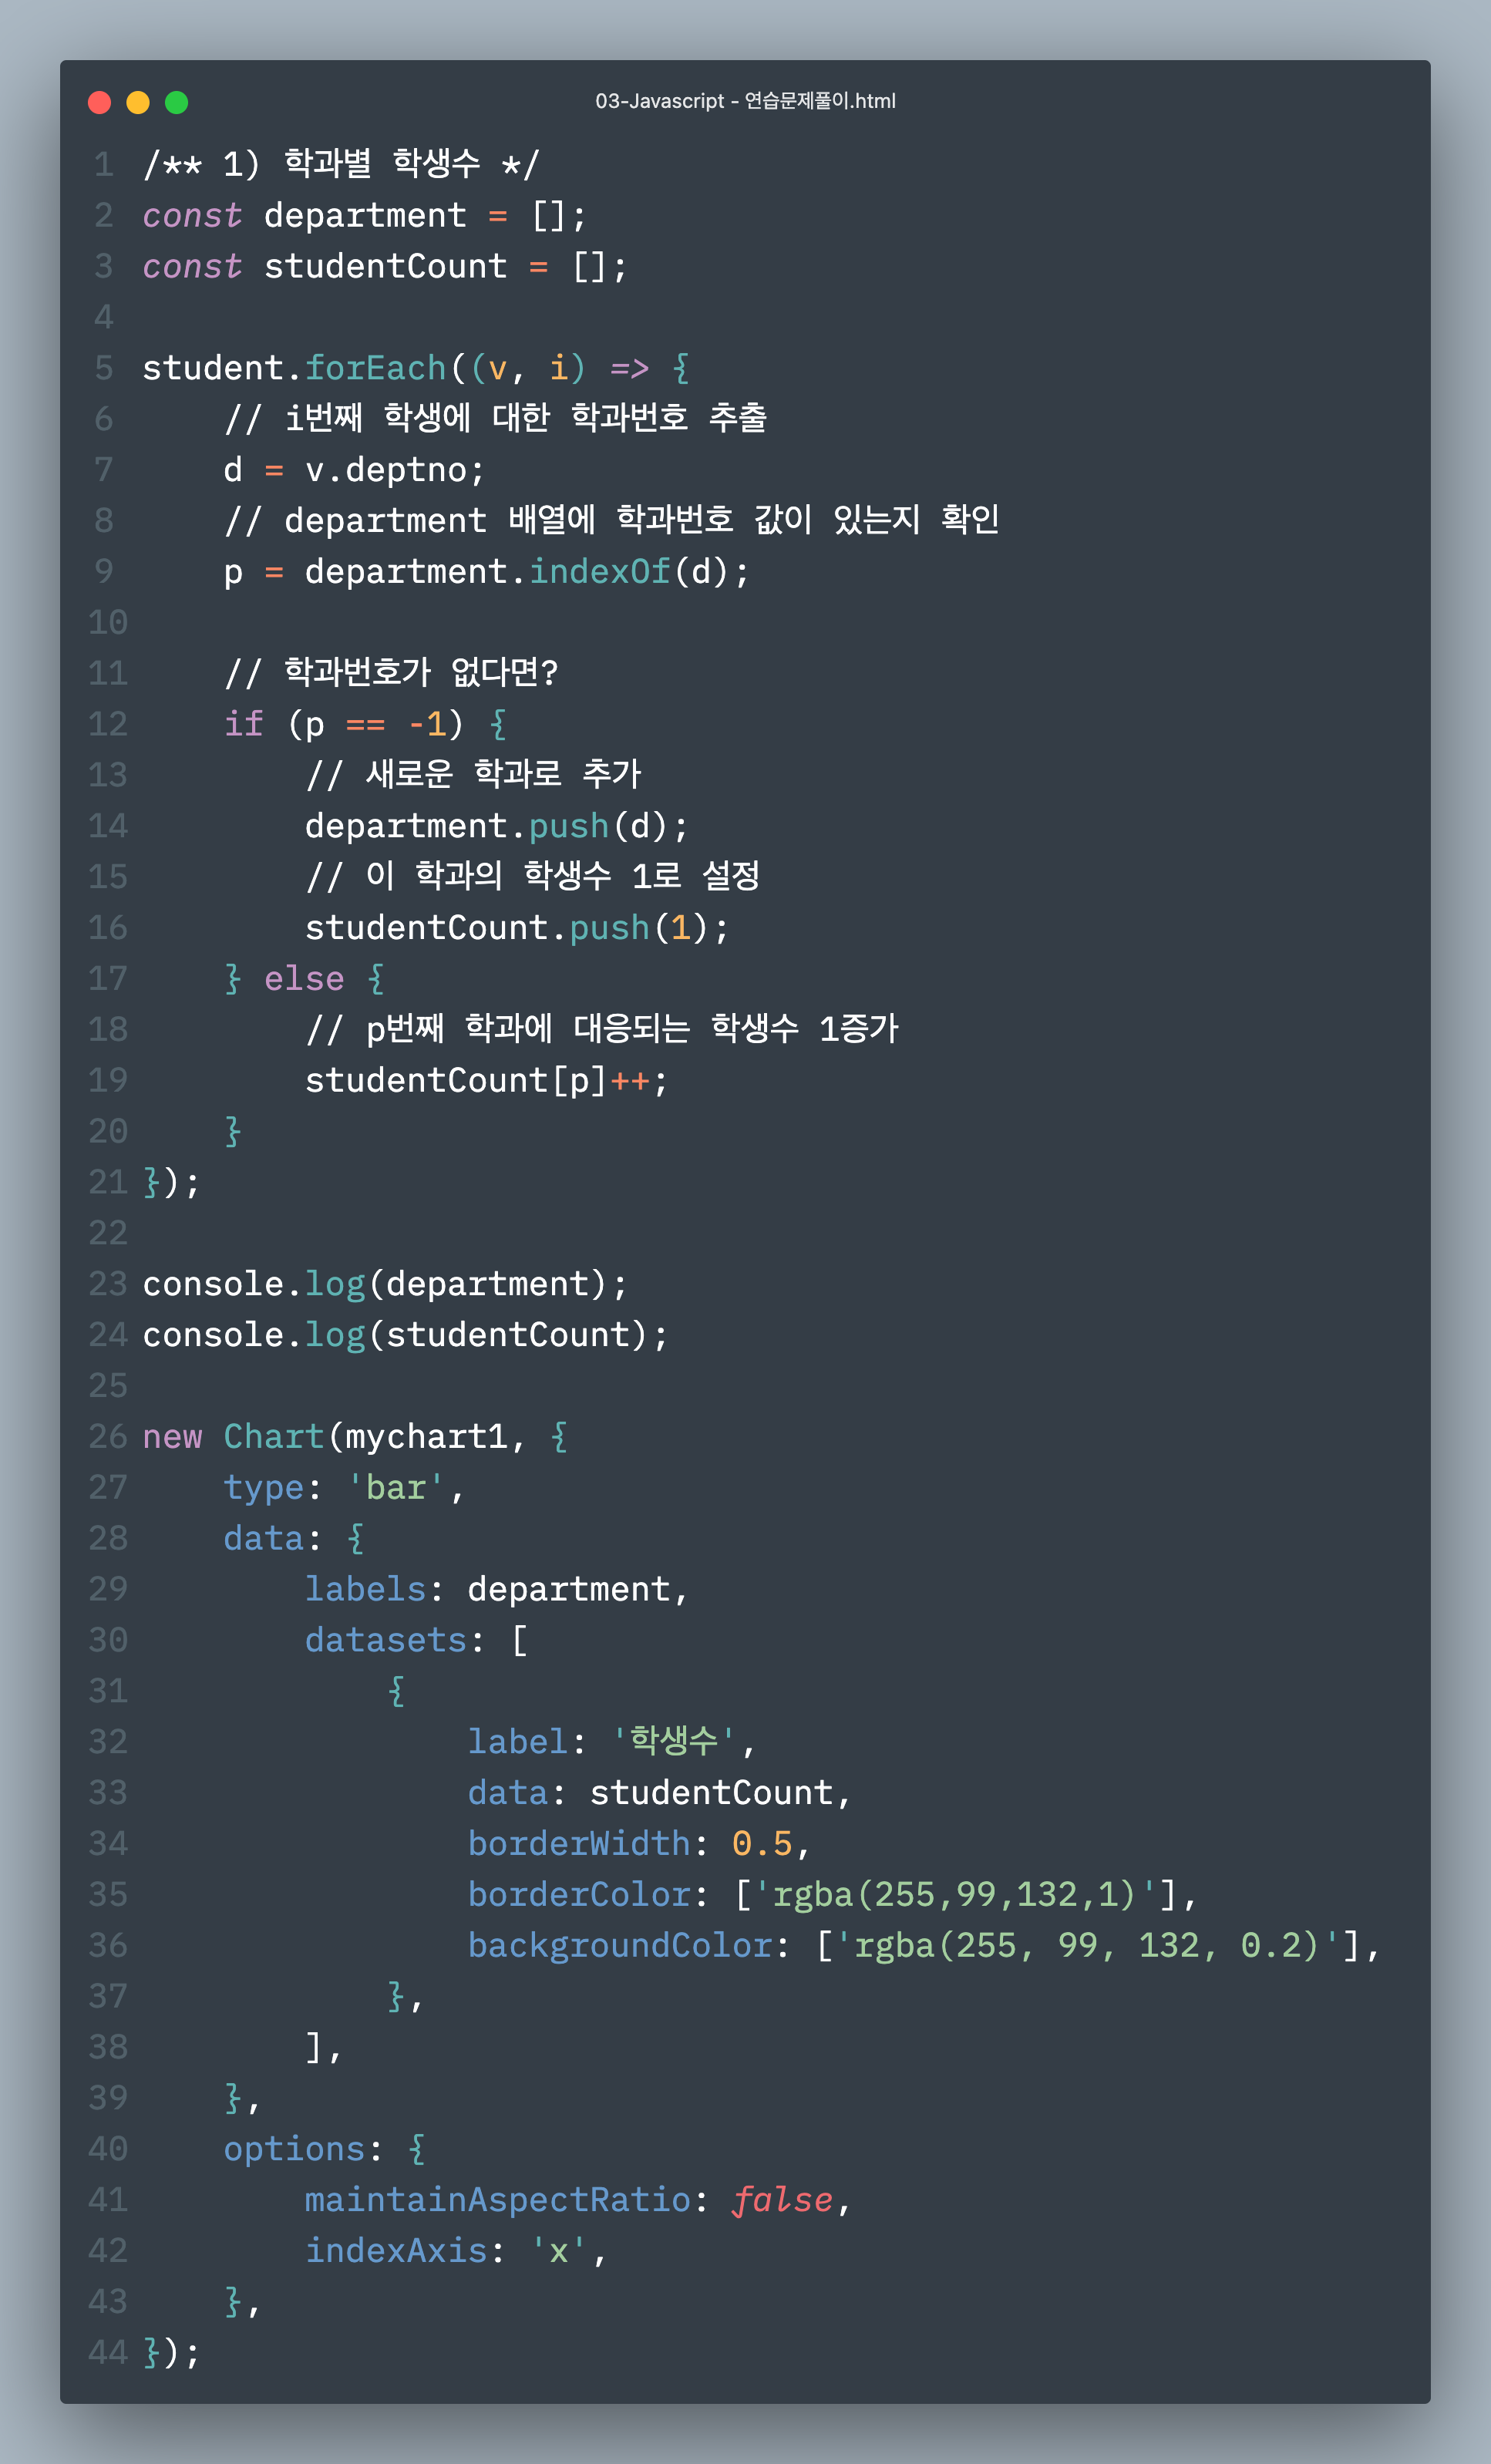 03-Javascript - 연습문제풀이.html
1 /** 1) 학과별 학생수 */
2 const department = [];
3 const studentCount = [];
4
5 student.forEach((v, i) => {
6     // i번째 학생에 대한 학과번호 추출
7     d = v.deptno;
8     // department 배열에 학과번호 값이 있는지 확인
9     p = department.indexOf(d);
10
11     // 학과번호가 없다면?
12     if (p == -1) {
13         // 새로운 학과로 추가
14         department.push(d);
15         // 이 학과의 학생수 1로 설정
16         studentCount.push(1);
17     } else {
18         // p번째 학과에 대응되는 학생수 1증가
19         studentCount[p]++;
20     }
21 });
22
23 console.log(department);
24 console.log(studentCount);
25
26 new Chart(mychart1, {
27     type: 'bar',
28     data: {
29         labels: department,
30         datasets: [
31             {
32                 label: '학생수',
33                 data: studentCount,
34                 borderWidth: 0.5,
35                 borderColor: ['rgba(255,99,132,1)'],
36                 backgroundColor: ['rgba(255, 99, 132, 0.2)'],
37             },
38         ],
39     },
40     options: {
41         maintainAspectRatio: false,
42         indexAxis: 'x',
43     },
44 });